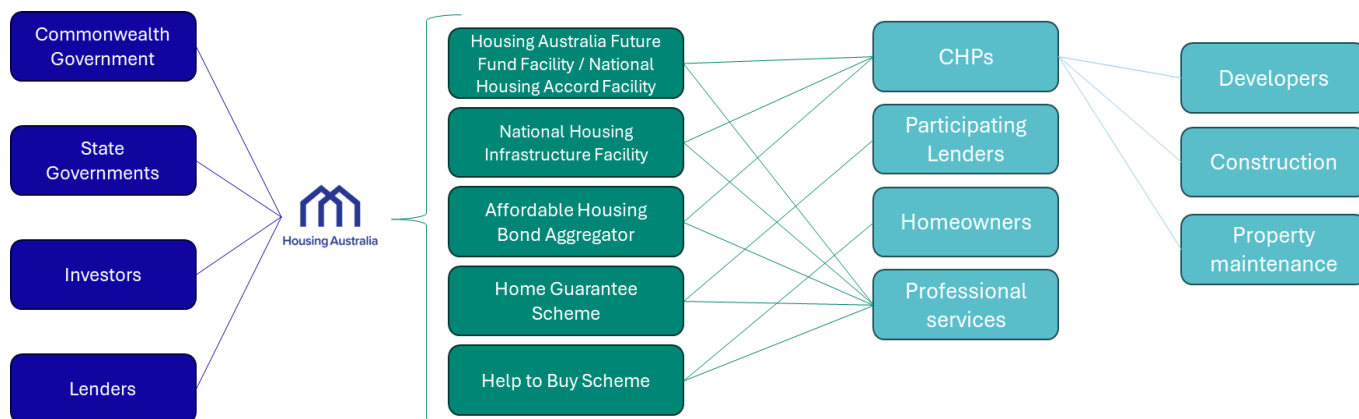 Commonwealth
Government
State
Governments
Investors
Lenders
Housing Australia
Housing Australia Future
Fund Facility / National
Housing Accord Facility
National Housing
Infrastructure Facility
Affordable Housing
Bond Aggregator
Home Guarantee
Scheme
Help to Buy Scheme
CHPs
Participating
Lenders
Homeowners
Professional
services
Developers
Construction
Property
maintenance